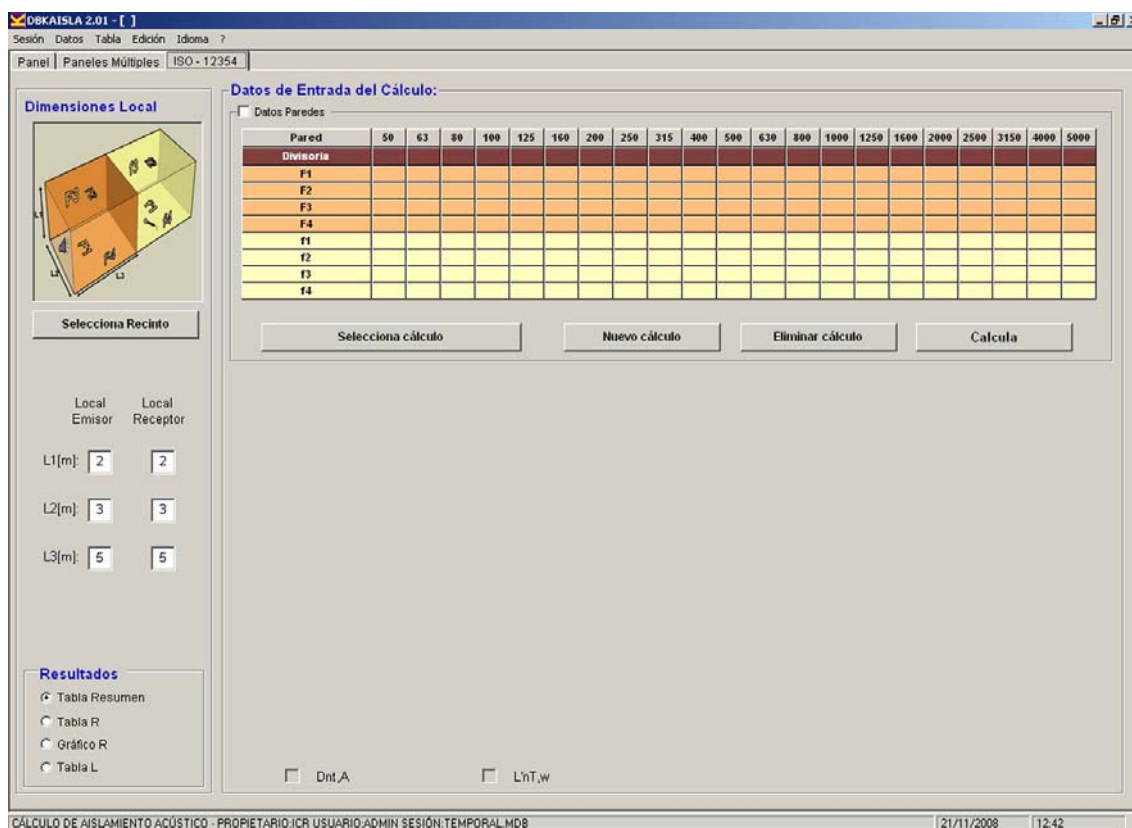 DBKAISLA 2.01 - [ ]
Sesión Datos Tabla Edición Idioma ?
Panel Paneles Múltiples ISO - 12354
Dimensiones Local
L1
L2
L3
Selecciona Recinto
Local Local
Emisor Receptor
L1[m]: 2 2
L2[m]: 3 3
L3[m]: 5 5
Resultados
Tabla Resumen
Tabla R
Gráfico R
Tabla L
Datos de Entrada del Cálculo:
Datos Paredes
Pared 50 63 80 100 125 160 200 250 315 400 500 630 800 1000 1250 1600 2000 2500 3150 4000 5000
Divisoria
F1
F2
F3
F4
f1
f2
f3
f4
Selecciona cálculo Nuevo cálculo Eliminar cálculo Calcula
Dnt,A L'nT,w
CÁLCULO DE AISLAMIENTO ACÚSTICO - PROPIETARIO:ICR USUARIO:ADMIN SESIÓN:TEMPORAL.MDB 21/11/2008 12:42